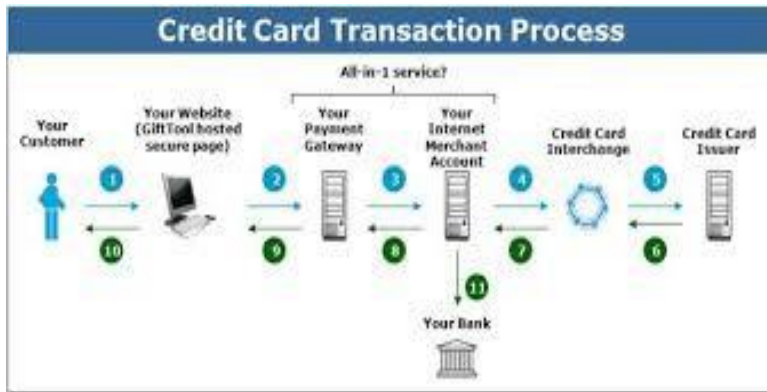 Credit Card Transaction Process
All-in-1 service?
Your
Customer
Your Website
(GiftTool hosted
secure page)
Your
Payment
Gateway
Your
Internet
Merchant
Account
Credit Card
Interchange
Credit Card
Issuer
1
2
3
4
5
10
9
8
7
6
11
Your Bank